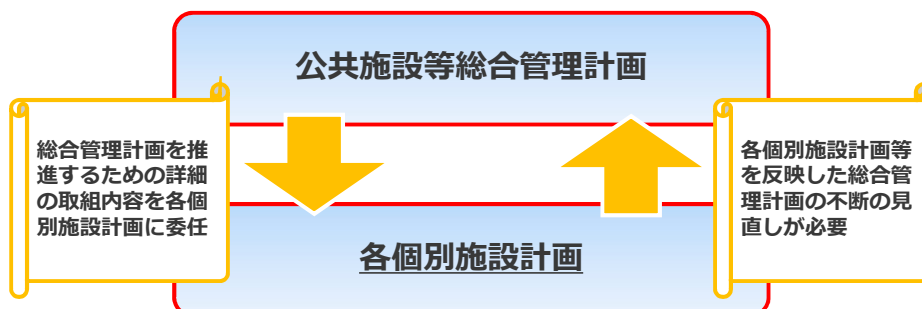 公共施設等総合管理計画
総合管理計画を推
進するための詳細
の取組内容を各個
別施設計画に委任
各個別施設計画等
を反映した総合管
理計画の不断の見
直しが必要
各個別施設計画